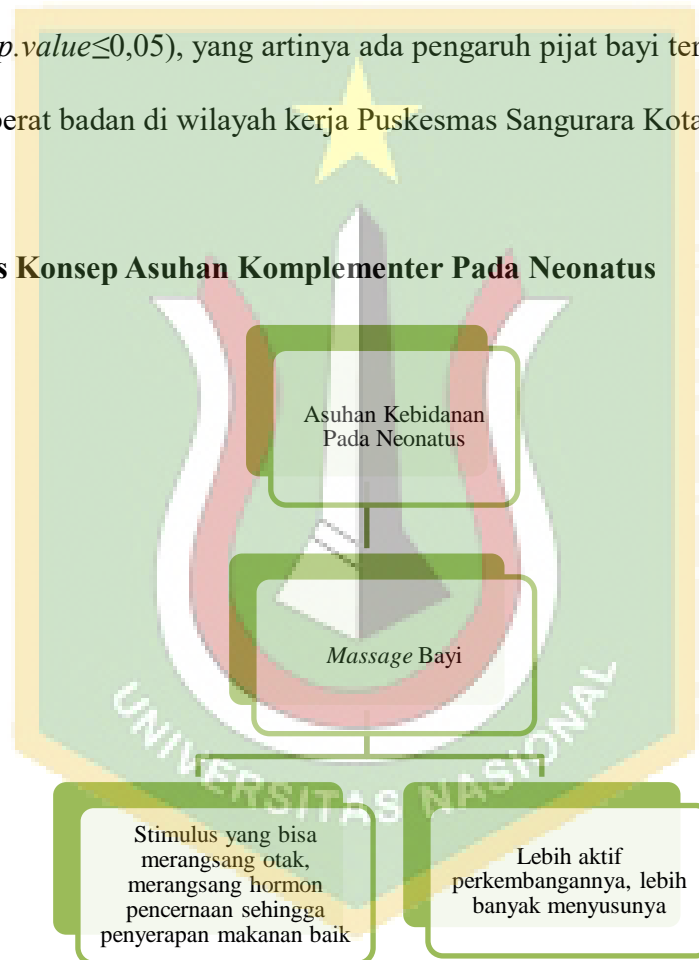 p.value≤0,05), yang artinya ada pengaruh pijat bayi ter
berat badan di wilayah kerja Puskesmas Sangurara Kota
s Konsep Asuhan Komplementer Pada Neonatus
Asuhan Kebidanan
Pada Neonatus
Massage Bayi
UNIVERSITAS NASIONAL
Stimulus yang bisa
merangsang otak,
merangsang hormon
pencernaan sehingga
penyerapan makanan baik
Lebih aktif
perkembangannya, lebih
banyak menyusunya